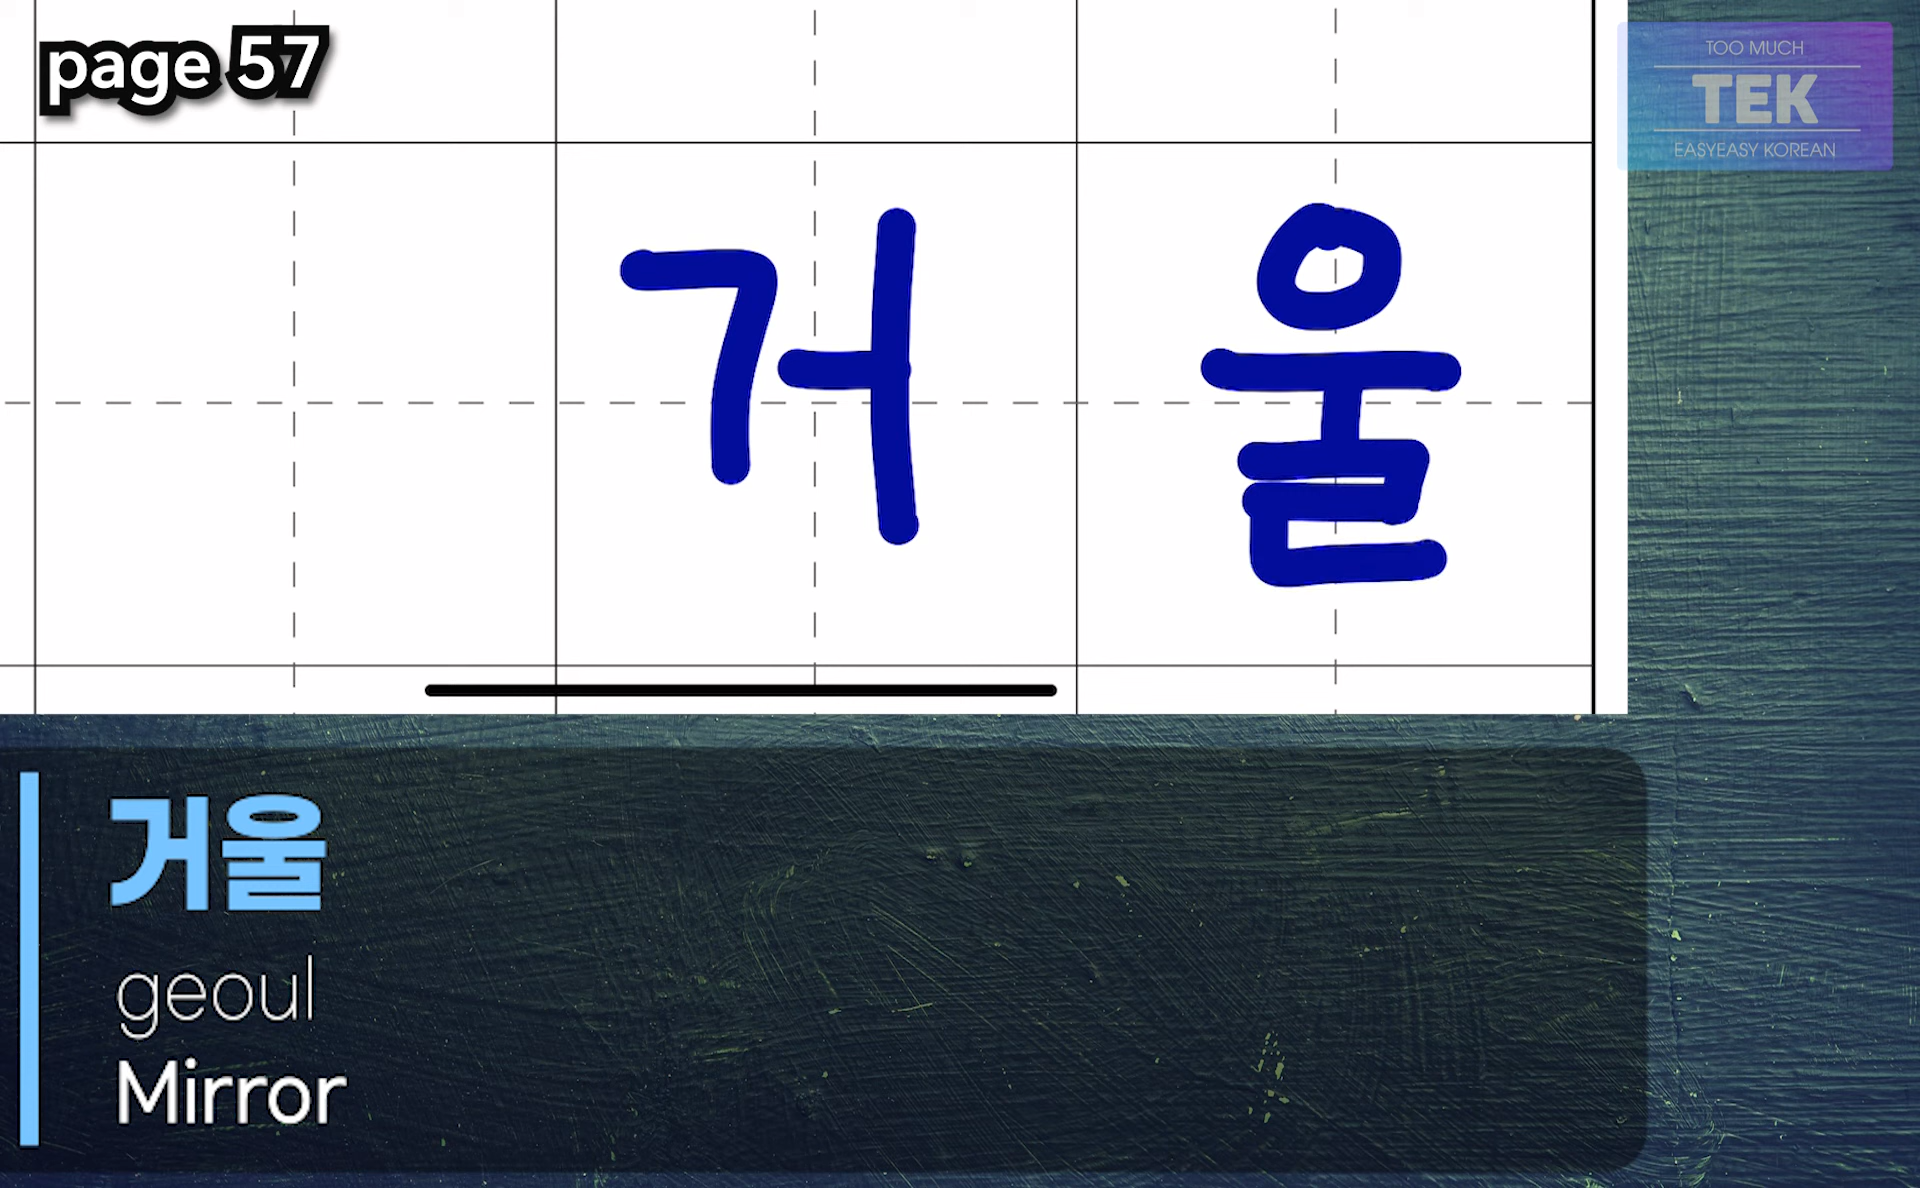 page 57
TOO MUCH
TEK
EASYEASY KOREAN
거울
거울
geoul
Mirror